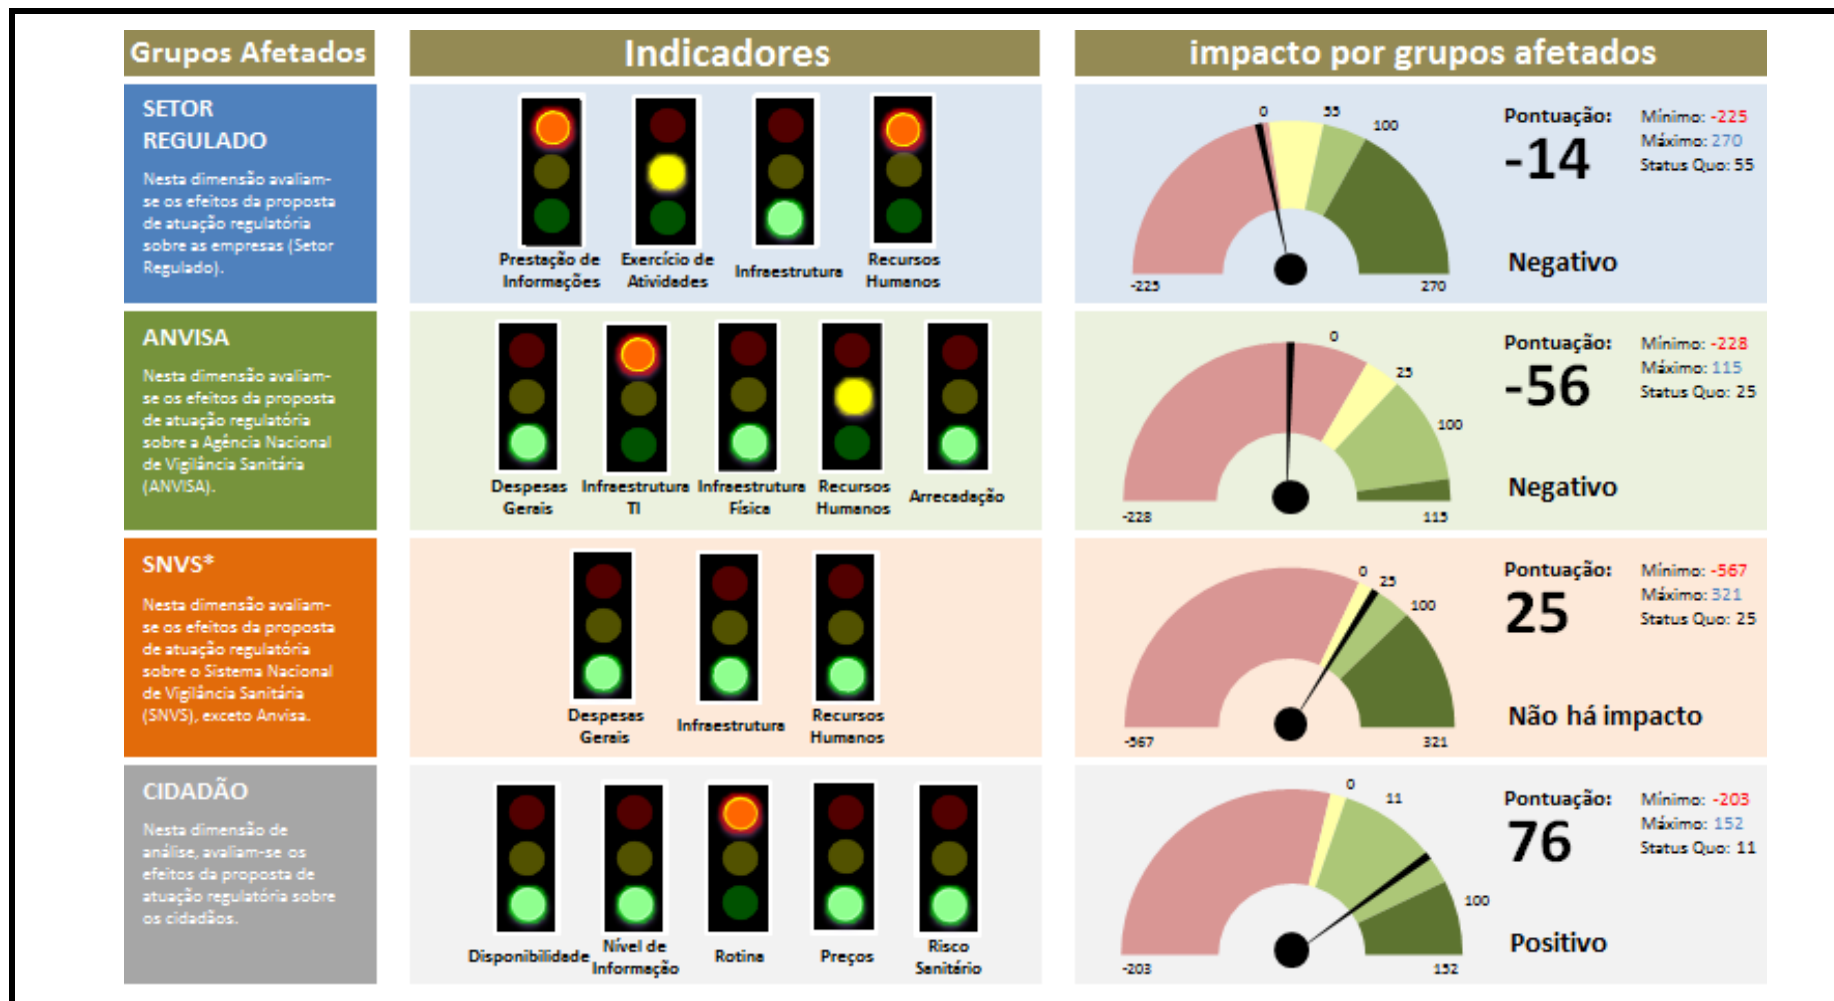 Grupos Afetados
Indicadores
impacto por grupos afetados
SETOR
REGULADO
Nesta dimensão avaliam-
se os efeitos da proposta
de atuação regulatória
sobre as empresas (Setor
Regulado).
Prestação de
Informações
Exercício de
Atividades
Infraestrutura
Recursos
Humanos
0
55
100
-225
270
Pontuação:
-14
Mínimo: -225
Máximo: 270
Status Quo: 55
Negativo
ANVISA
Nesta dimensão avaliam-
se os efeitos da proposta
de atuação regulatória
sobre a Agência Nacional
de Vigilância Sanitária
(ANVISA).
Despesas
Gerais
Infraestrutura
TI
Infraestrutura
Física
Recursos
Humanos
Arrecadação
0
25
100
-228
115
Pontuação:
-56
Mínimo: -228
Máximo: 115
Status Quo: 25
Negativo
SNVS*
Nesta dimensão avaliam-
se os efeitos da proposta
de atuação regulatória
sobre o Sistema Nacional
de Vigilância Sanitária
(SNVS), exceto Anvisa.
Despesas
Gerais
Infraestrutura
Recursos
Humanos
0
25
100
-567
321
Pontuação:
25
Mínimo: -567
Máximo: 321
Status Quo: 25
Não há impacto
CIDADÃO
Nesta dimensão de
análise, avaliam-se os
efeitos da proposta de
atuação regulatória sobre
os cidadãos.
Disponibilidade
Nível de
Informação
Rotina
Preços
Risco
Sanitário
0
11
100
-203
152
Pontuação:
76
Mínimo: -203
Máximo: 152
Status Quo: 11
Positivo